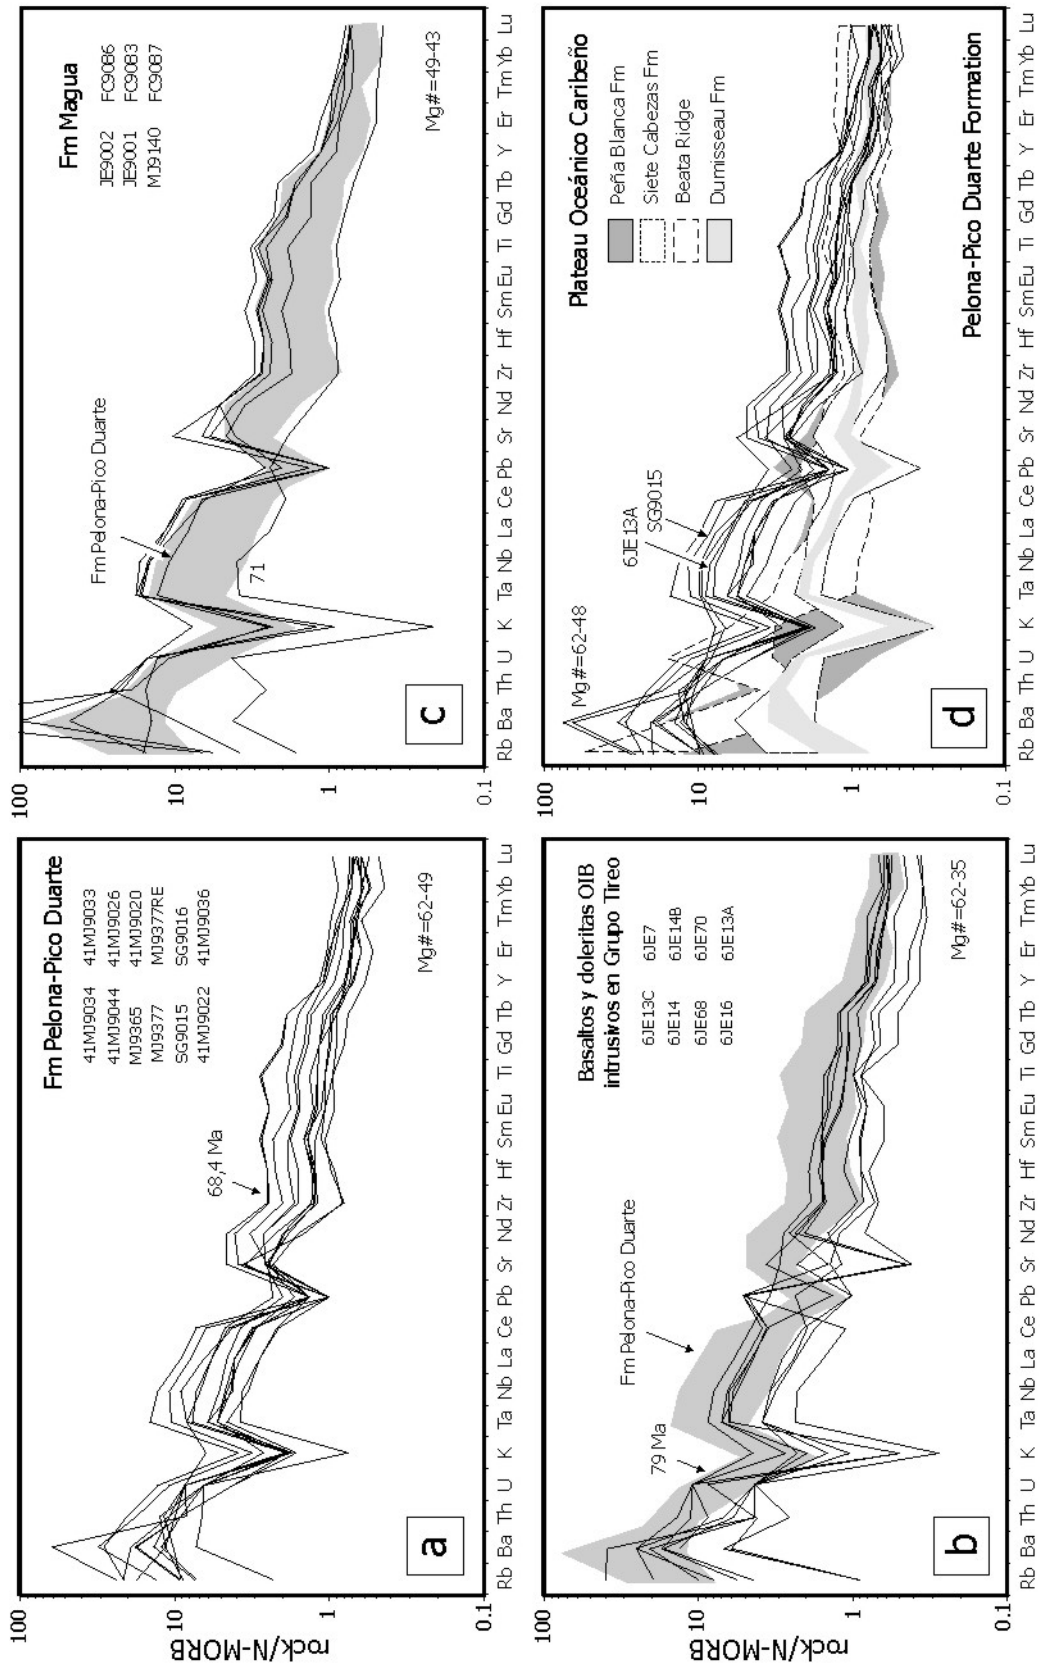 Fm Pelona-Pico Duarte
41MJ9034 41MJ9033
41MJ9044 41MJ9026
MJ9365 41MJ9020
MJ9377 MJ9377RE
SG9015 SG9016
41MJ9022 41MJ9036
68,4 Ma
Mg#=62-49
a
100
10
1
0.1
rock/N-MORB
Rb Ba Th U K Ta Nb La Ce Pb Sr Nd Zr Hf Sm Eu Ti Gd Tb Y Er Tm Yb Lu
Fm Magua
JE9002 FC9086
JE9001 FC9083
MJ9140 FC9087
Fm Pelona-Pico Duarte
71
Mg#=49-43
c
100
10
1
0.1
Rb Ba Th U K Ta Nb La Ce Pb Sr Nd Zr Hf Sm Eu Ti Gd Tb Y Er Tm Yb Lu
Basaltos y doleritas OIB
intrusivos en Grupo Tireo
6JE13C 6JE7
6JE14 6JE14B
6JE68 6JE70
6JE16 6JE13A
Fm Pelona-Pico Duarte
79 Ma
Mg#=62-35
b
100
10
1
0.1
rock/N-MORB
Rb Ba Th U K Ta Nb La Ce Pb Sr Nd Zr Hf Sm Eu Ti Gd Tb Y Er Tm Yb Lu
Plateau Oceánico Caribeño
Peña Blanca Fm
Siete Cabezas Fm
Beata Ridge
Dumisseau Fm
Mg#=62-48
6JE13A
SG9015
Pelona-Pico Duarte Formation
d
100
10
1
0.1
Rb Ba Th U K Ta Nb La Ce Pb Sr Nd Zr Hf Sm Eu Ti Gd Tb Y Er Tm Yb Lu